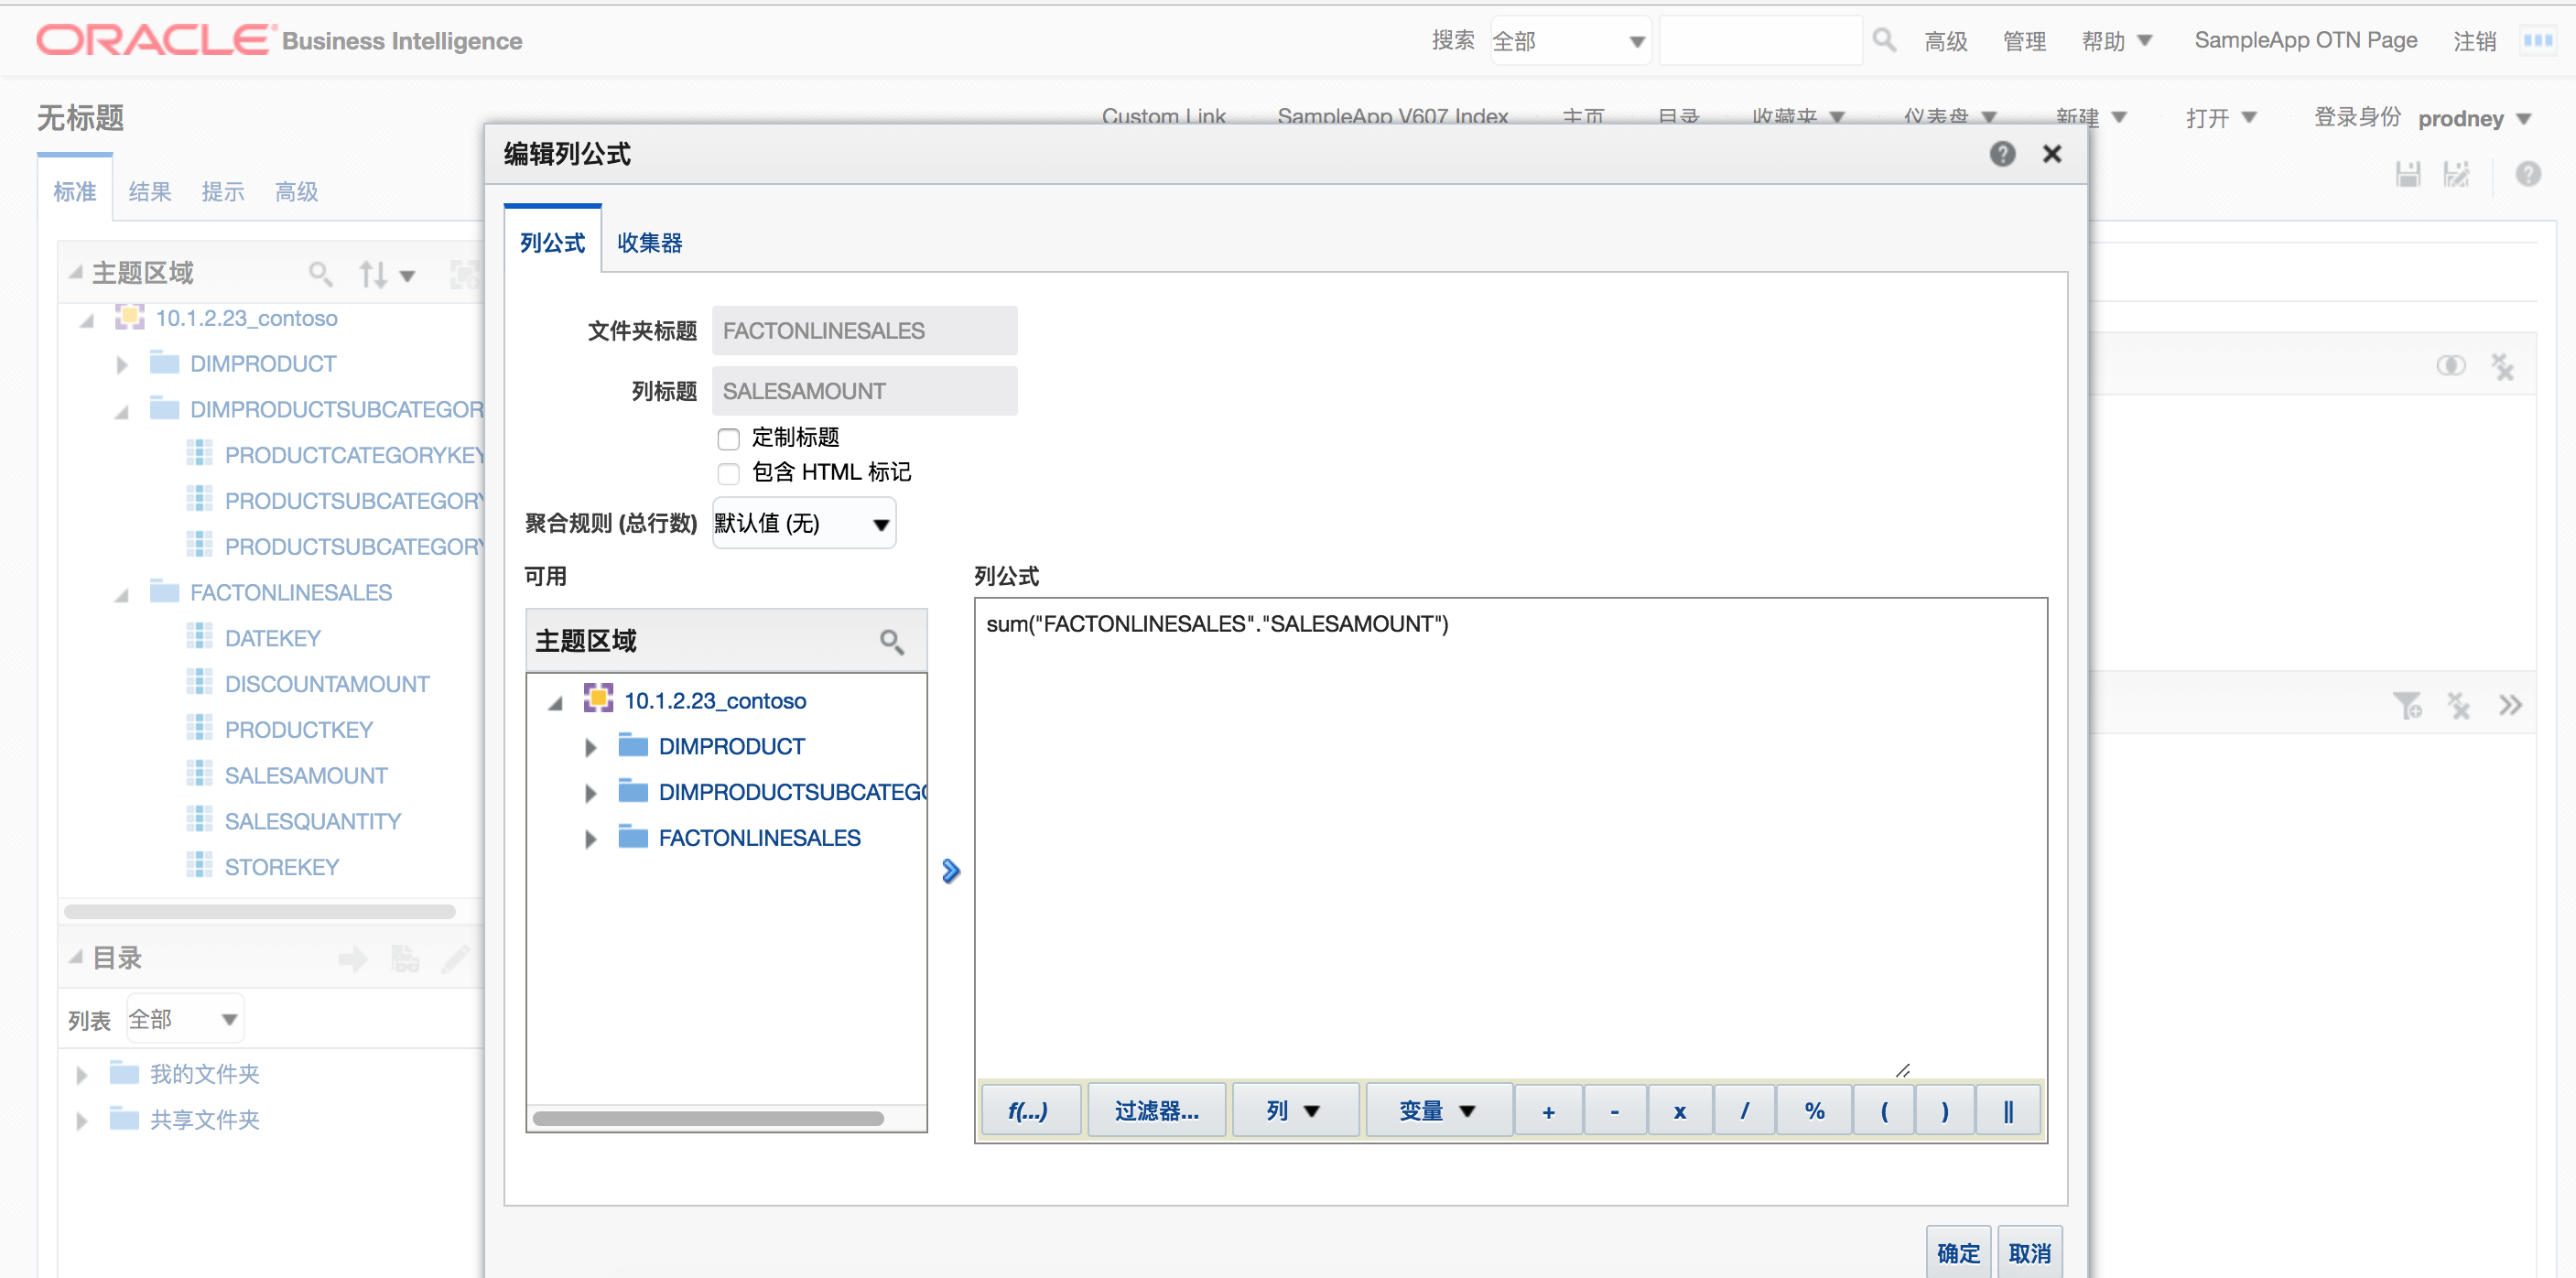 ORACLE Business Intelligence
搜索 全部 高级 管理 帮助 SampleApp OTN Page 注销
无标题
Custom Link SampleApp V607 Index 主页 目录 收藏夹 仪表盘 新建 打开 登录身份 prodney
标准 结果 提示 高级
主题区域
10.1.2.23_contoso
DIMPRODUCT
DIMPRODUCTSUBCATEGOR
PRODUCTCATEGORYKEY
PRODUCTSUBCATEGORY
PRODUCTSUBCATEGORY
FACTONLINESALES
DATEKEY
DISCOUNTAMOUNT
PRODUCTKEY
SALESAMOUNT
SALESQUANTITY
STOREKEY
目录
列表 全部
我的文件夹
共享文件夹
编辑列公式
列公式 收集器
文件夹标题 FACTONLINESALES
列标题 SALESAMOUNT
定制标题
包含 HTML 标记
聚合规则 (总行数) 默认值 (无)
可用
主题区域
10.1.2.23_contoso
DIMPRODUCT
DIMPRODUCTSUBCATEGO
FACTONLINESALES
列公式
sum("FACTONLINESALES"."SALESAMOUNT")
f(...) 过滤器... 列 变量 + - x / % ( ) ||
确定 取消